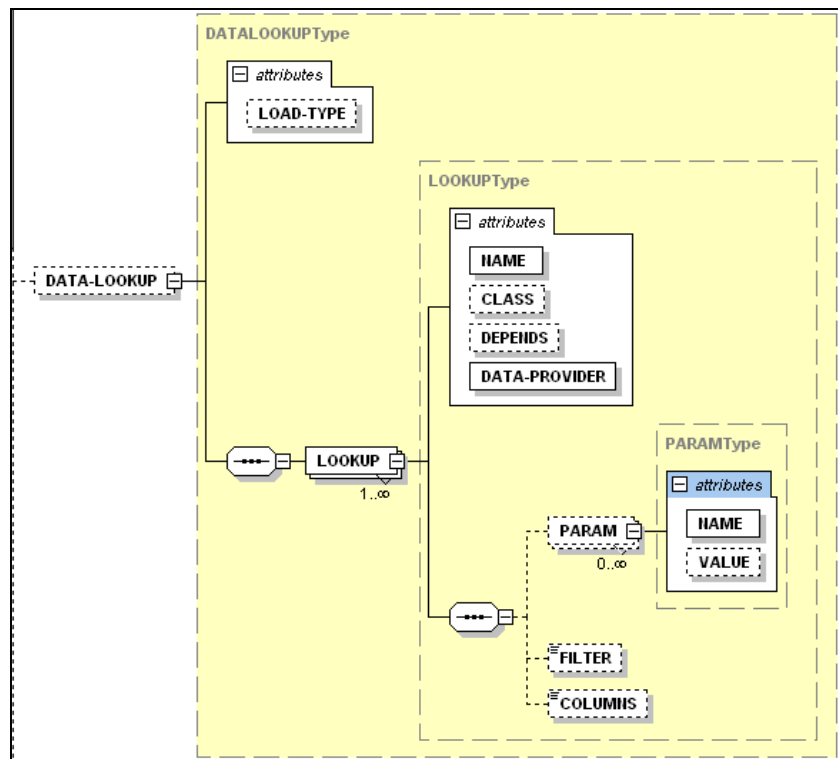 DATALOOKUPType
attributes
LOAD-TYPE
LOOKUPType
attributes
NAME
CLASS
DEPENDS
DATA-PROVIDER
DATA-LOOKUP
LOOKUP
1..∞
PARAMType
attributes
NAME
VALUE
PARAM
0..∞
FILTER
COLUMNS